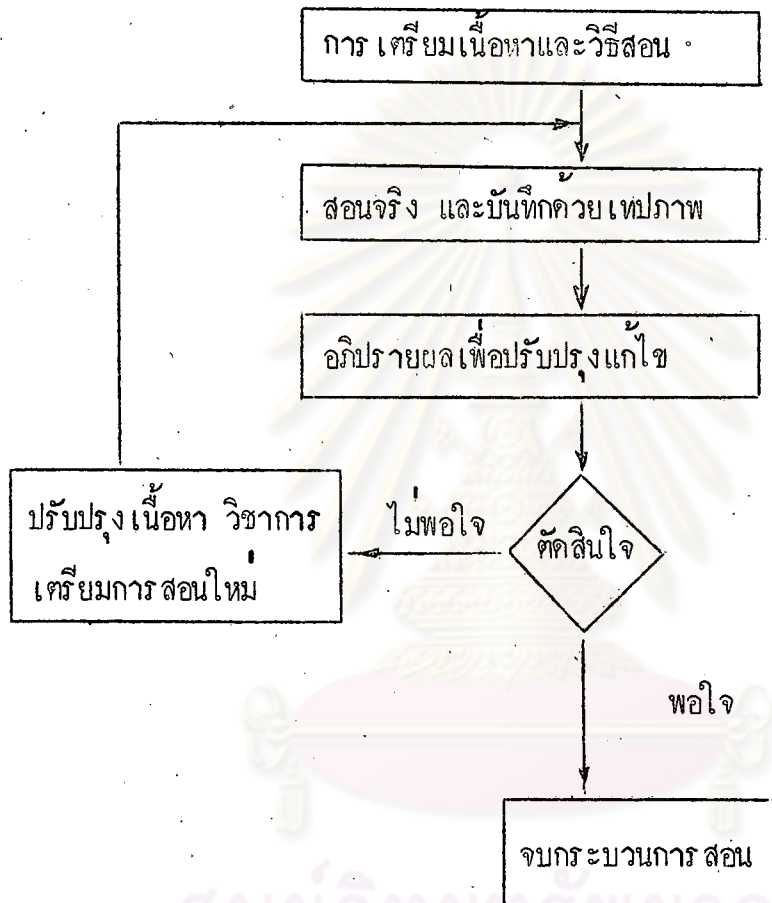 การเตรียมเนื้อหาและวิธีสอน
สอนจริง และบันทึกด้วยเทปภาพ
อภิปรายผลเพื่อปรับปรุงแก้ไข
ตัดสินใจ
ไม่พอใจ
ปรับปรุงเนื้อหา วิชาการ
เตรียมการสอนใหม่
พอใจ
จบกระบวนการสอน